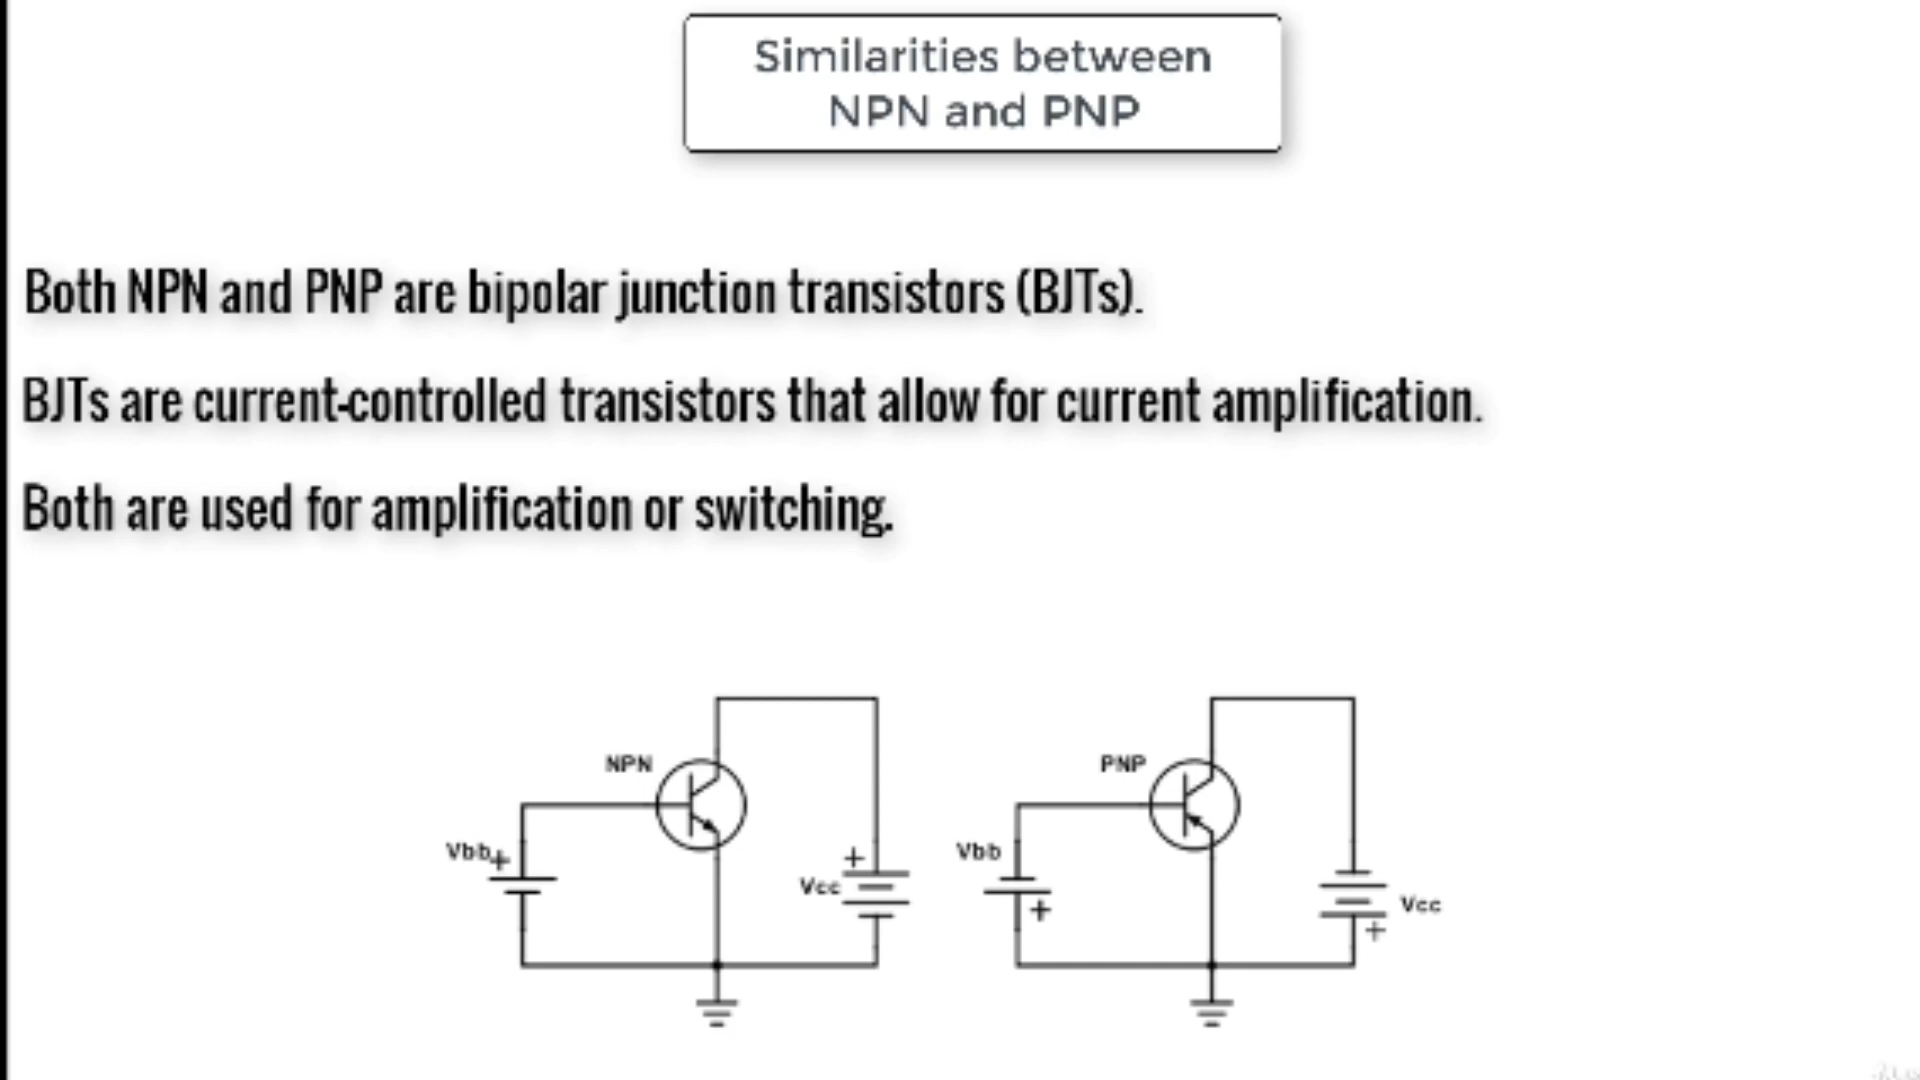 Similarities between
NPN and PNP
Both NPN and PNP are bipolar junction transistors (BJTs).
BJTs are current-controlled transistors that allow for current amplification.
Both are used for amplification or switching.
NPN
Vbb+
+
Vcc
PNP
Vbb
+
Vcc
+